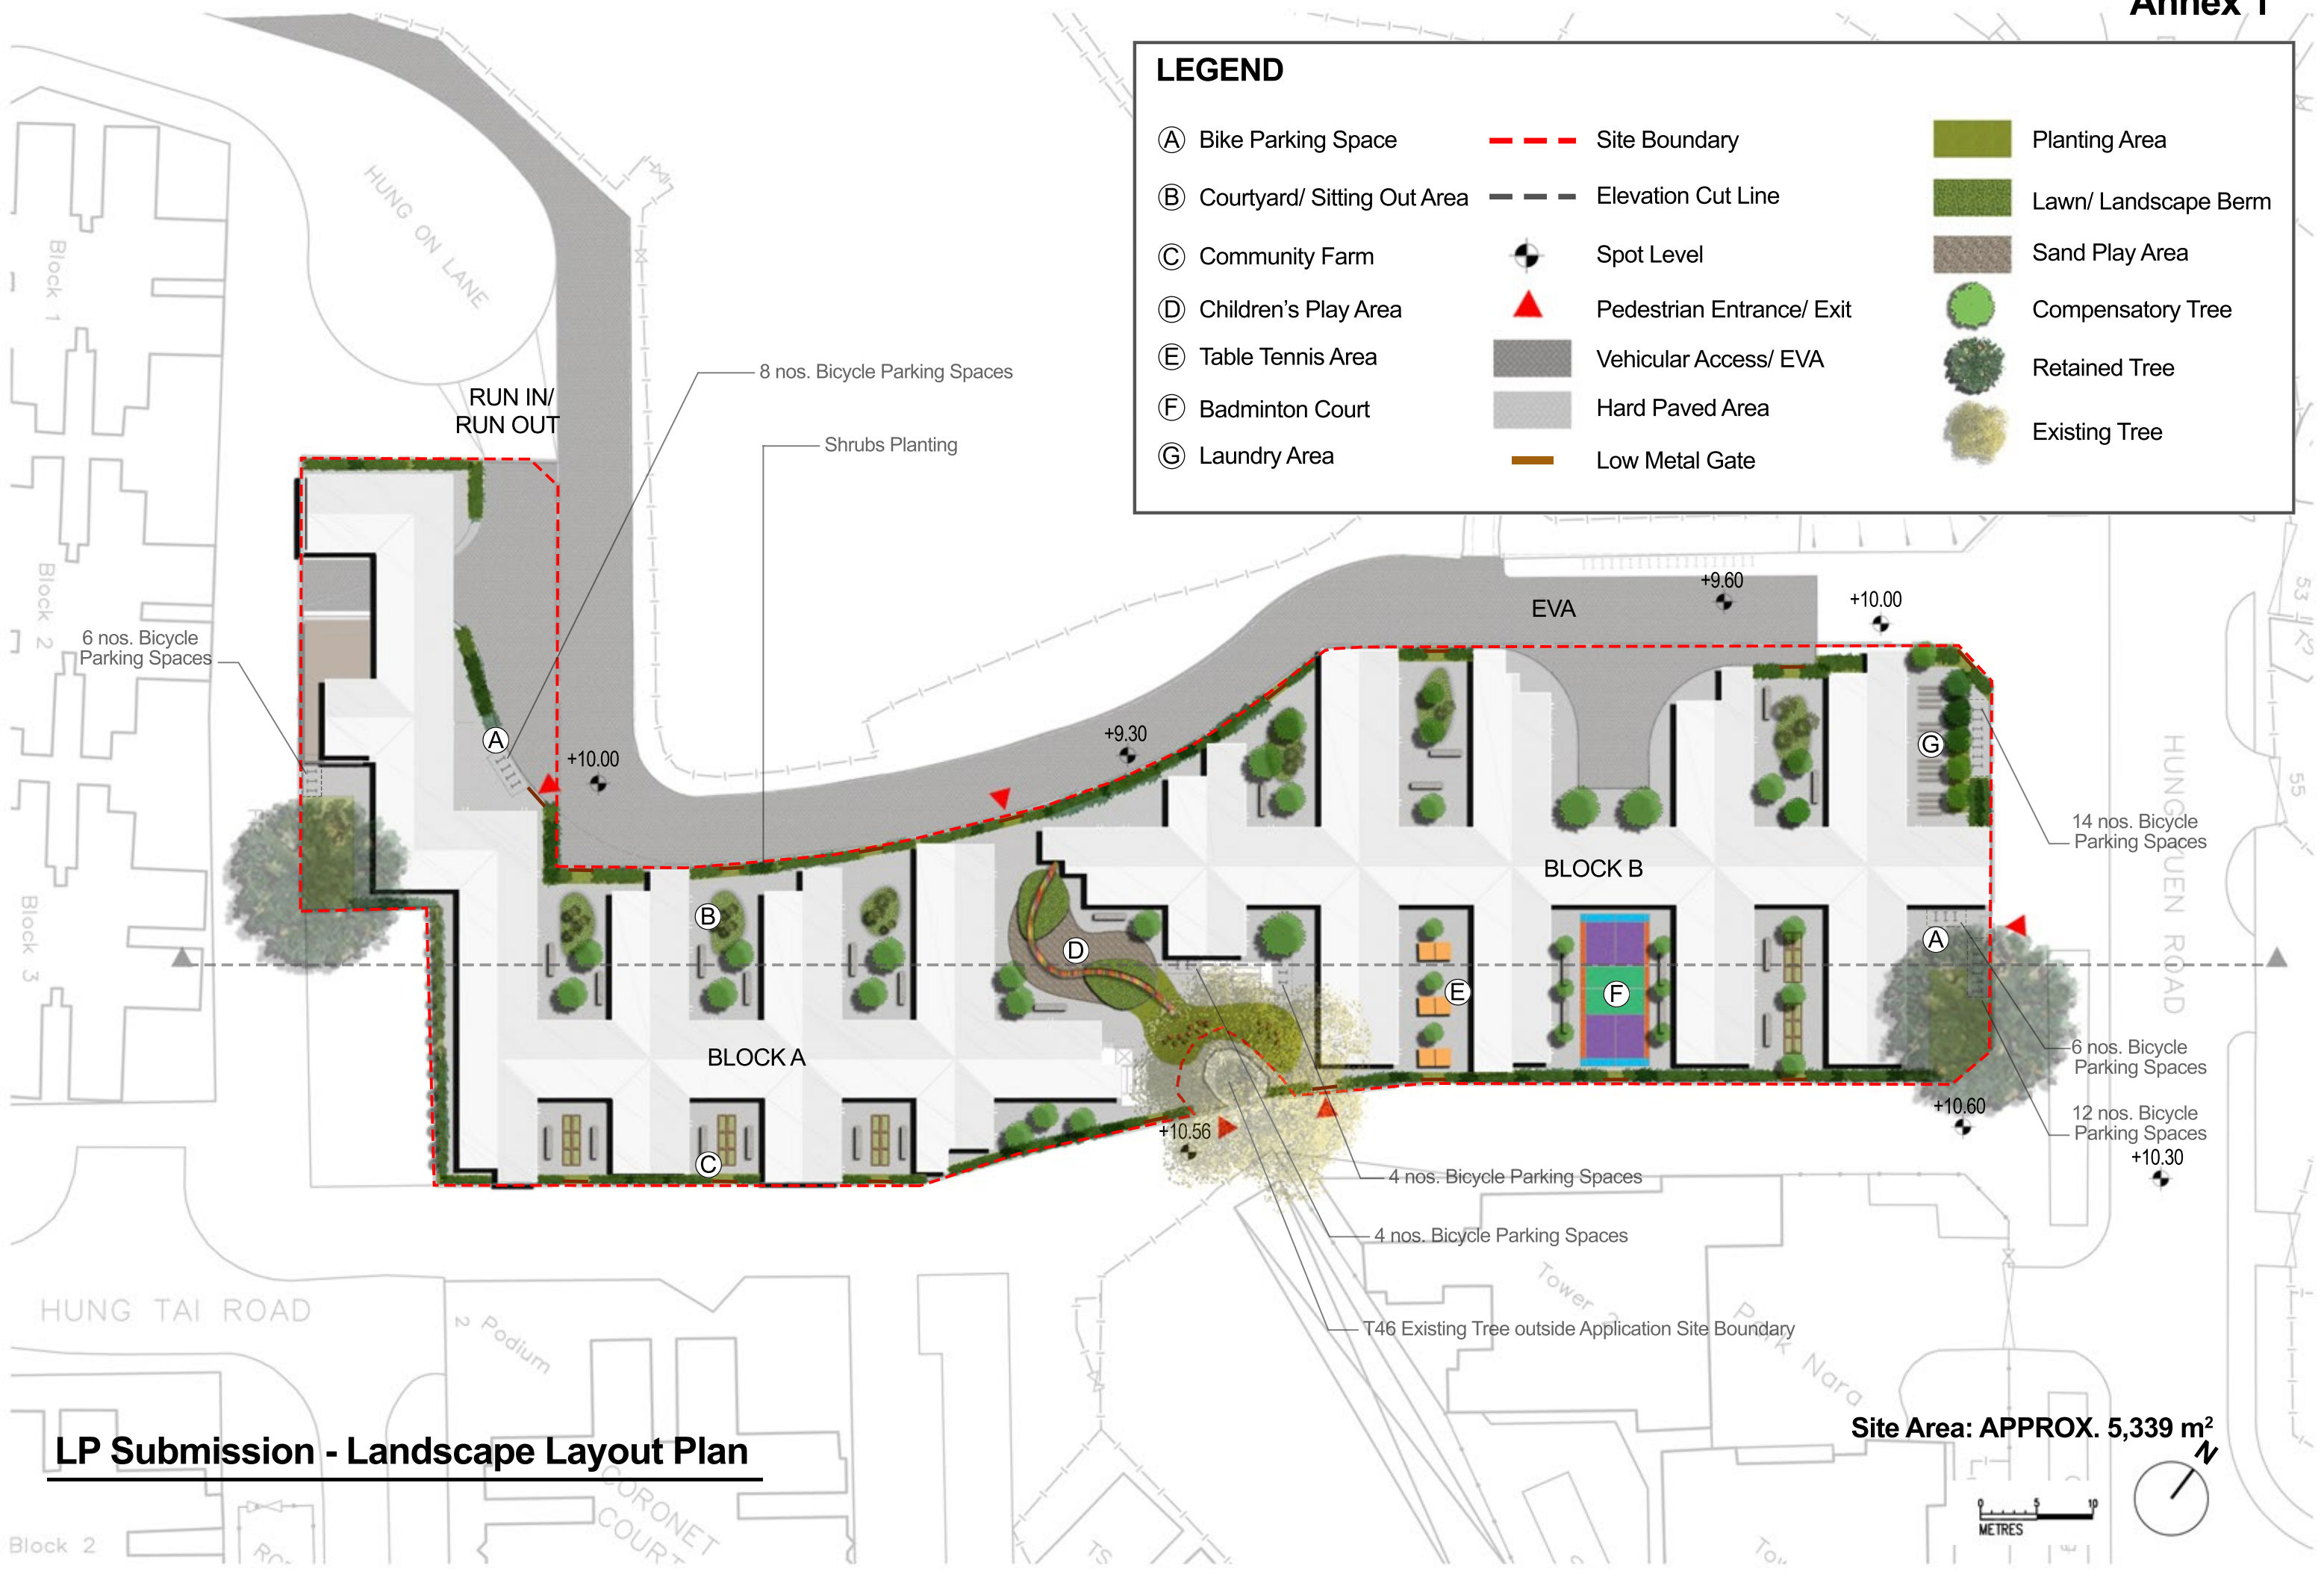 Annex 1
LEGEND
A Bike Parking Space
B Courtyard/ Sitting Out Area
C Community Farm
D Children's Play Area
E Table Tennis Area
F Badminton Court
G Laundry Area
Site Boundary
Elevation Cut Line
Spot Level
Pedestrian Entrance/ Exit
Vehicular Access/ EVA
Hard Paved Area
Low Metal Gate
Planting Area
Lawn/ Landscape Berm
Sand Play Area
Compensatory Tree
Retained Tree
Existing Tree
HUNG ON LANE
Block 1
Block 2
Block 3
RUN IN/
RUN OUT
8 nos. Bicycle Parking Spaces
Shrubs Planting
6 nos. Bicycle
Parking Spaces
A
+10.00
+9.30
EVA
+9.60
+10.00
G
53
55
HUNG YUEN ROAD
14 nos. Bicycle
Parking Spaces
BLOCK B
B
D
E
F
A
BLOCK A
C
+10.56
+10.60
6 nos. Bicycle
Parking Spaces
12 nos. Bicycle
Parking Spaces
+10.30
4 nos. Bicycle Parking Spaces
4 nos. Bicycle Parking Spaces
T46 Existing Tree outside Application Site Boundary
Tower 2
Park Nara
HUNG TAI ROAD
2 Podium
CORONET
COURT
TS
Block 2
LP Submission - Landscape Layout Plan
Site Area: APPROX. 5,339 m²
N
0 5 10
METRES